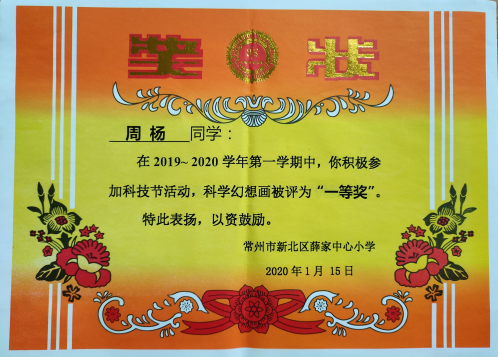 奖 状
周杨 同学：
在 2019~2020 学年第一学期中，你积极参
加科技节活动，科学幻想画被评为“一等奖”。
特此表扬，以资鼓励。
常州市新北区薛家中心小学
2020 年 1 月 15 日